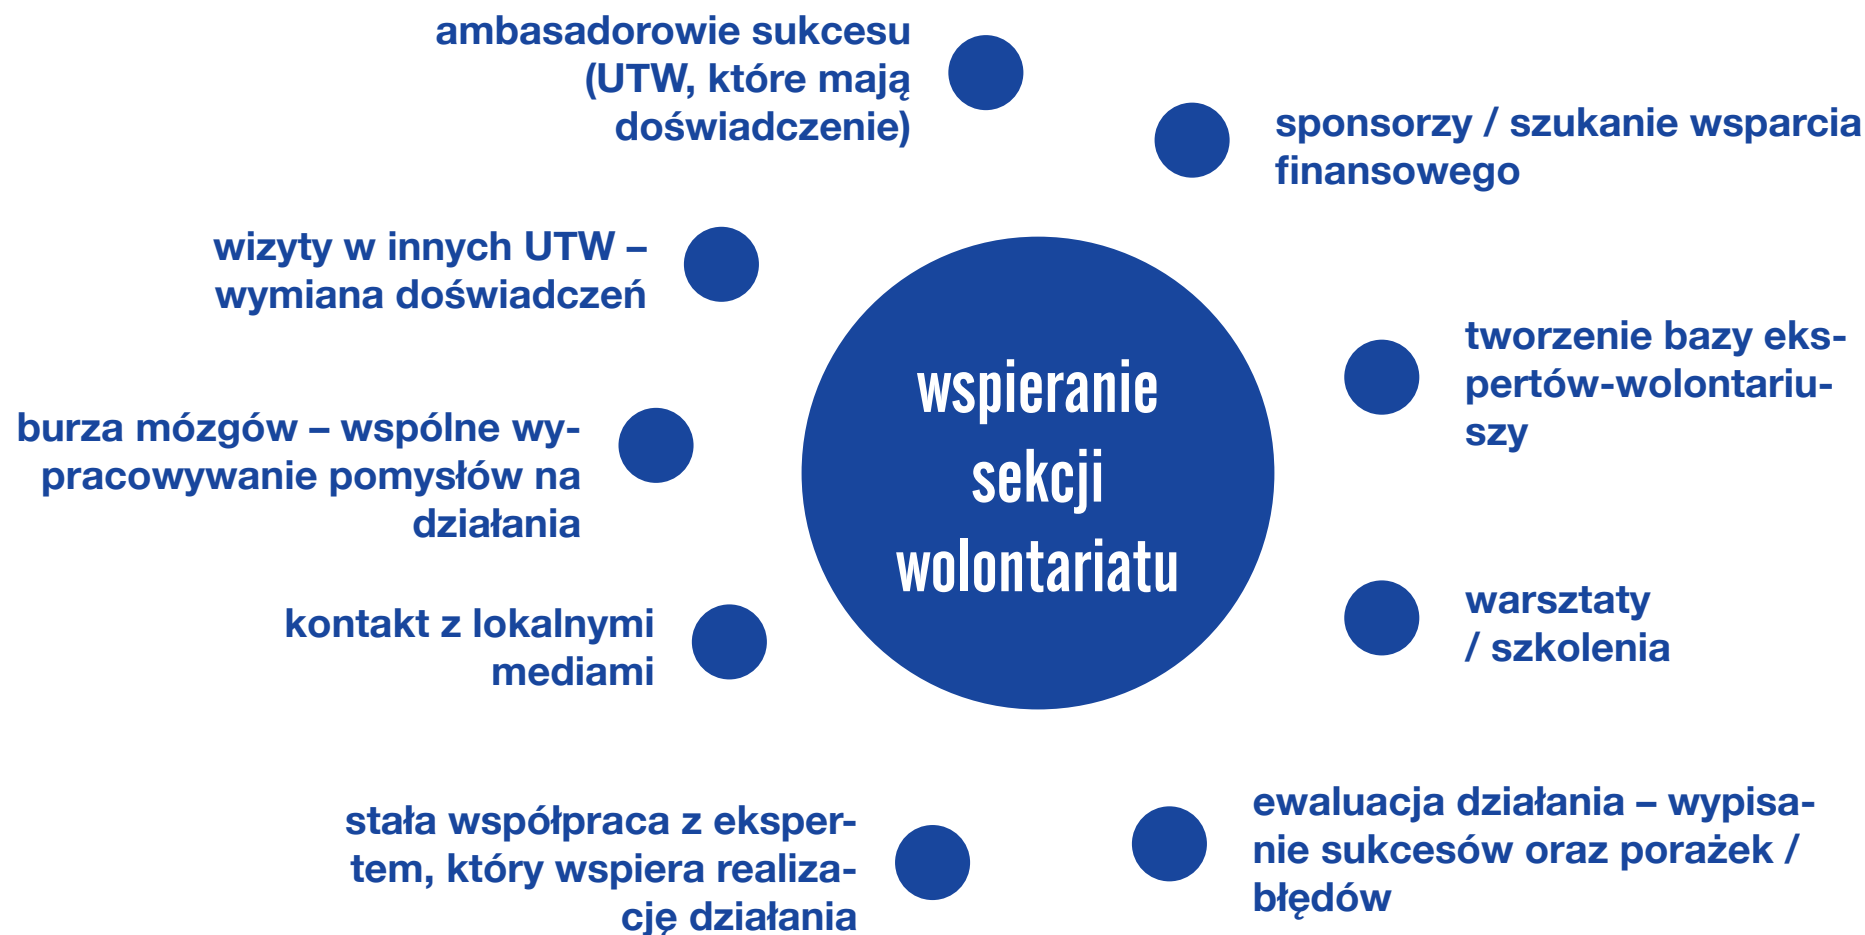 ambasadorowie sukcesu
(UTW, które mają
doświadczenie)
sponsorzy / szukanie wsparcia
finansowego
wizyty w innych UTW –
wymiana doświadczeń
tworzenie bazy eks-
pertów-wolontariu-
szy
burza mózgów – wspólne wy-
pracowywanie pomysłów na
działania
wspieranie
sekcji
wolontariatu
kontakt z lokalnymi
mediami
warsztaty
/ szkolenia
stała współpraca z eksper-
tem, który wspiera realiza-
cję działania
ewaluacja działania – wypisa-
nie sukcesów oraz porażek /
błędów